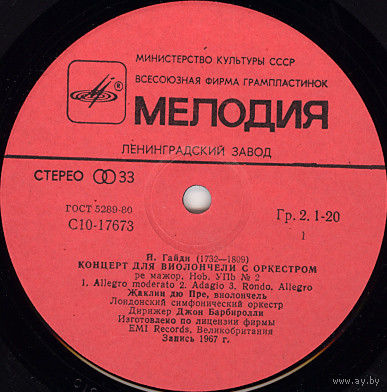 МИНИСТЕРСТВО КУЛЬТУРЫ СССР
ВСЕСОЮЗНАЯ ФИРМА ГРАМПЛАСТИНОК
®
МЕЛОДИЯ
ЛЕНИНГРАДСКИЙ ЗАВОД
СТЕРЕО 33
ГОСТ 5289-80
С10-17673
Гр. 2. 1-20
1
Й. Гайдн (1732—1809)
КОНЦЕРТ ДЛЯ ВИОЛОНЧЕЛИ С ОРКЕСТРОМ
ре мажор, Hob. VIIb № 2
1. Allegro moderato 2. Adagio 3. Rondo. Allegro
Жаклин дю Пре, виолончель
Лондонский симфонический оркестр
Дирижер Джон Барбиролли
Изготовлено по лицензии фирмы
EMI Records, Великобритания
Запись 1967 г.
www.ay.by